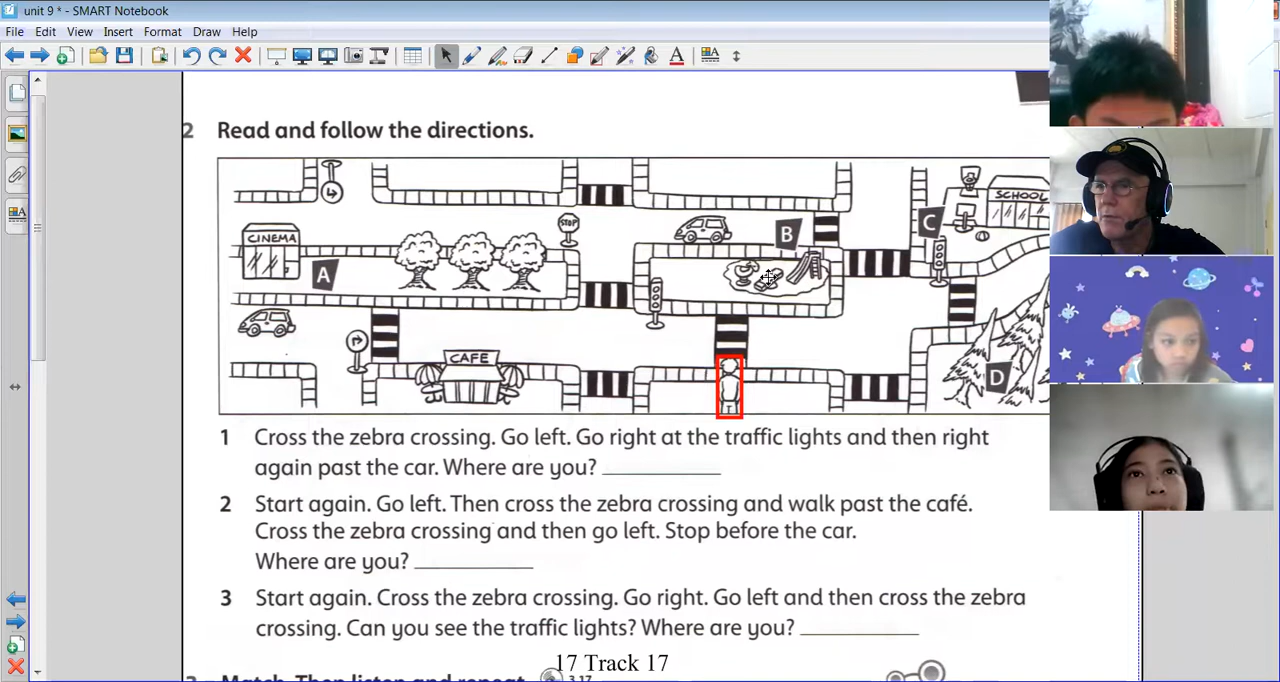 unit 9 * - SMART Notebook
File Edit View Insert Format Draw Help
2 Read and follow the directions.
SCHOOL
STOP
C
B
CINEMA
A
CAFE
D
1 Cross the zebra crossing. Go left. Go right at the traffic lights and then right
again past the car. Where are you?
2 Start again. Go left. Then cross the zebra crossing and walk past the café.
Cross the zebra crossing and then go left. Stop before the car.
Where are you?
3 Start again. Cross the zebra crossing. Go right. Go left and then cross the zebra
crossing. Can you see the traffic lights? Where are you?
17 Track 17
3.17